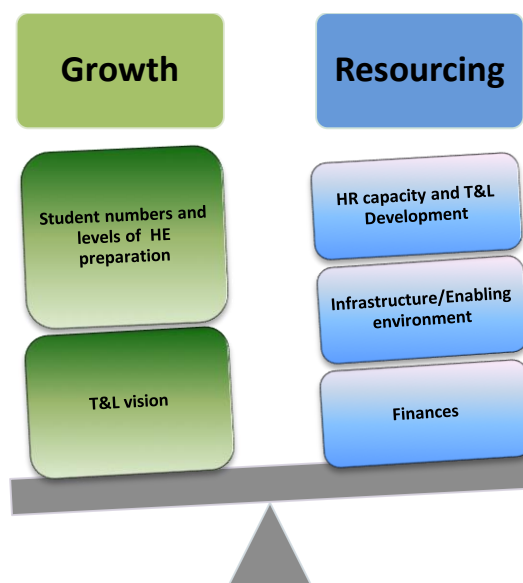 Growth
Resourcing
Student numbers and
levels of HE
preparation
T&L vision
HR capacity and T&L
Development
Infrastructure/Enabling
environment
Finances